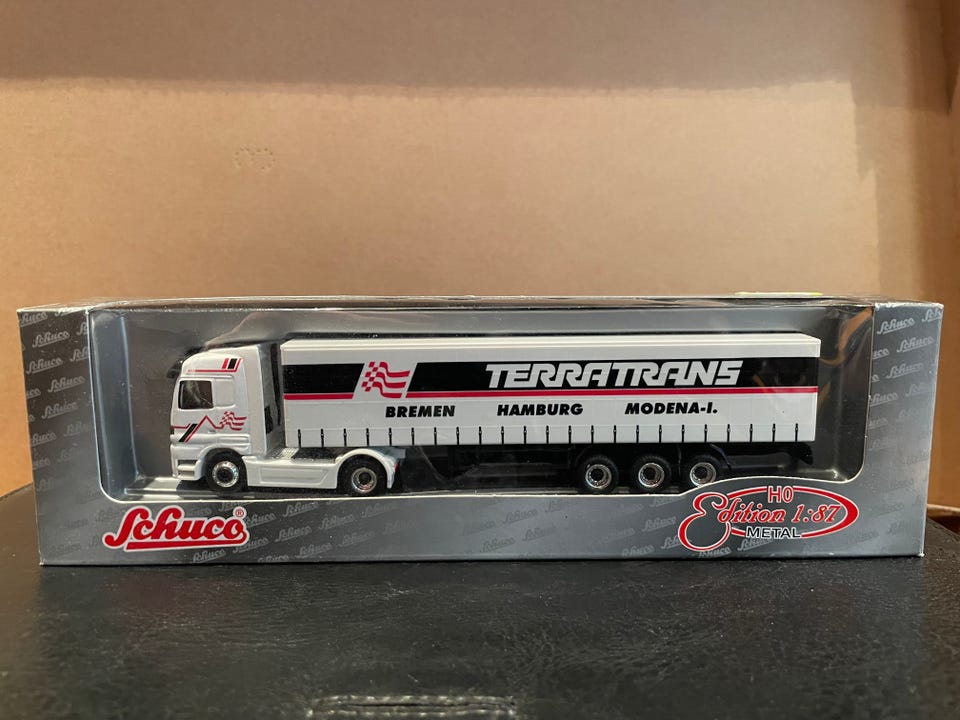 TERRATRANS
BREMEN HAMBURG MODENA-I.
Schuco®
H0
Edition 1:87
METAL